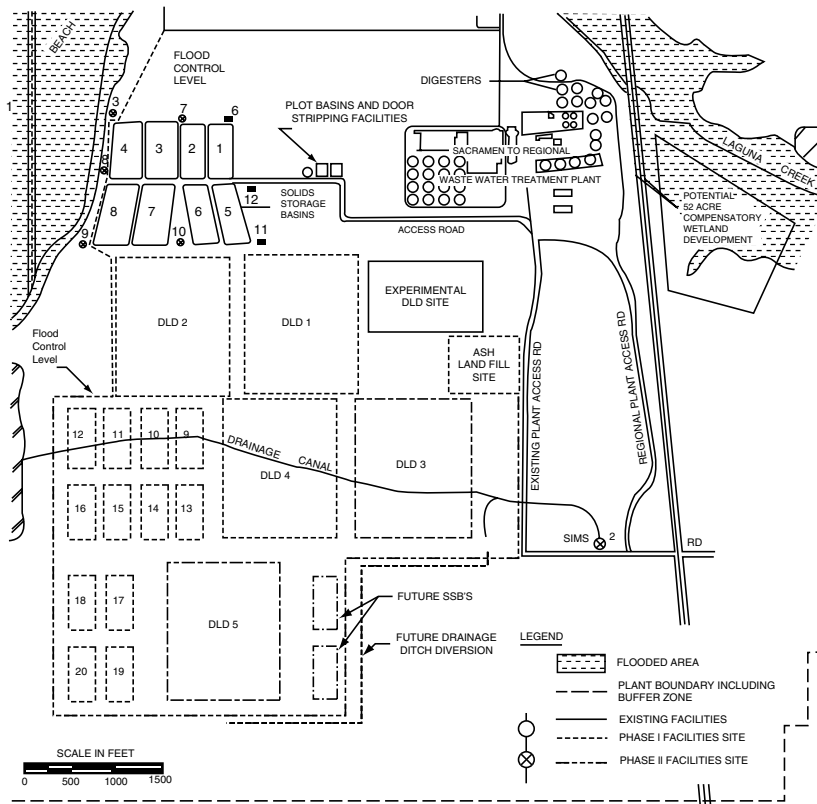 BEACH
1
FLOOD
CONTROL
LEVEL
3
7
6
DIGESTERS
PLOT BASINS AND DOOR
STRIPPING FACILITIES
4
3
2
1
8
SACRAMEN TO REGIONAL
WASTE WATER TREATMENT PLANT
LAGUNA CREEK
POTENTIAL
52 ACRE
COMPENSATORY
WETLAND
DEVELOPMENT
SOLIDS
STORAGE
BASINS
12
11
8
7
6
5
9
10
ACCESS ROAD
DLD 2
DLD 1
EXPERIMENTAL
DLD SITE
Flood
Control
Level
ASH
LAND FILL
SITE
EXISTING PLANT ACCESS RD
REGIONAL PLANT ACCESS RD
12
11
10
9
DRAINAGE CANAL
DLD 4
DLD 3
16
15
14
13
SIMS
2
RD
18
17
DLD 5
20
19
FUTURE SSB'S
FUTURE DRAINAGE
DITCH DIVERSION
LEGEND
FLOODED AREA
PLANT BOUNDARY INCLUDING
BUFFER ZONE
EXISTING FACILITIES
PHASE I FACILITIES SITE
PHASE II FACILITIES SITE
SCALE IN FEET
0 500 1000 1500